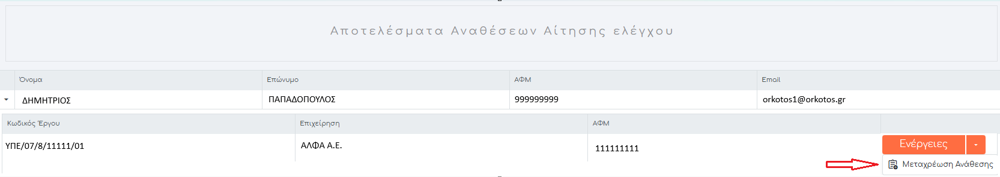 Αποτελέσματα Αναθέσεων Αίτησης ελέγχου
Όνομα Επώνυμο ΑΦΜ Email
ΔΗΜΗΤΡΙΟΣ ΠΑΠΑΔΟΠΟΥΛΟΣ 999999999 orkotos1@orkotos.gr
Κωδικός Έργου Επιχείρηση ΑΦΜ
ΥΠΕ/07/8/11111/01 ΑΛΦΑ Α.Ε. 111111111 Ενέργειες
Μεταχρέωση Ανάθεσης